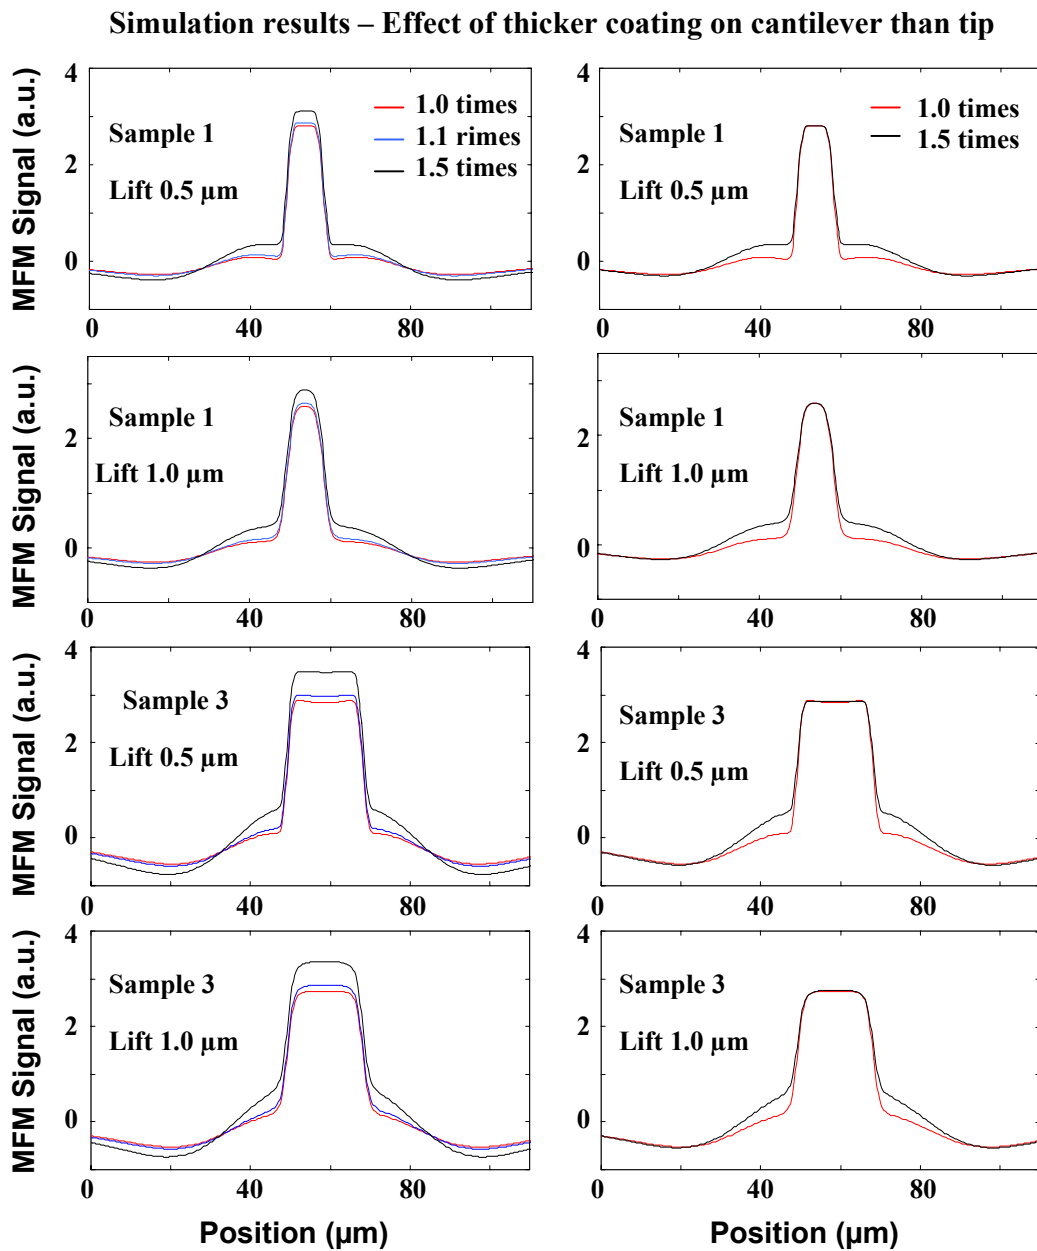 Simulation results – Effect of thicker coating on cantilever than tip
MFM Signal (a.u.)
4
2
0
Sample 1
Lift 0.5 µm
1.0 times
1.1 rimes
1.5 times
0 40 80
Sample 1
Lift 0.5 µm
1.0 times
1.5 times
0 40 80
MFM Signal (a.u.)
2
0
Sample 1
Lift 1.0 µm
0 40 80
2
0
Sample 1
Lift 1.0 µm
0 40 80
MFM Signal (a.u.)
4
2
0
Sample 3
Lift 0.5 µm
0 40 80
4
2
0
Sample 3
Lift 0.5 µm
0 40 80
MFM Signal (a.u.)
4
2
0
Sample 3
Lift 1.0 µm
0 40 80
Position (µm)
4
2
0
Sample 3
Lift 1.0 µm
0 40 80
Position (µm)